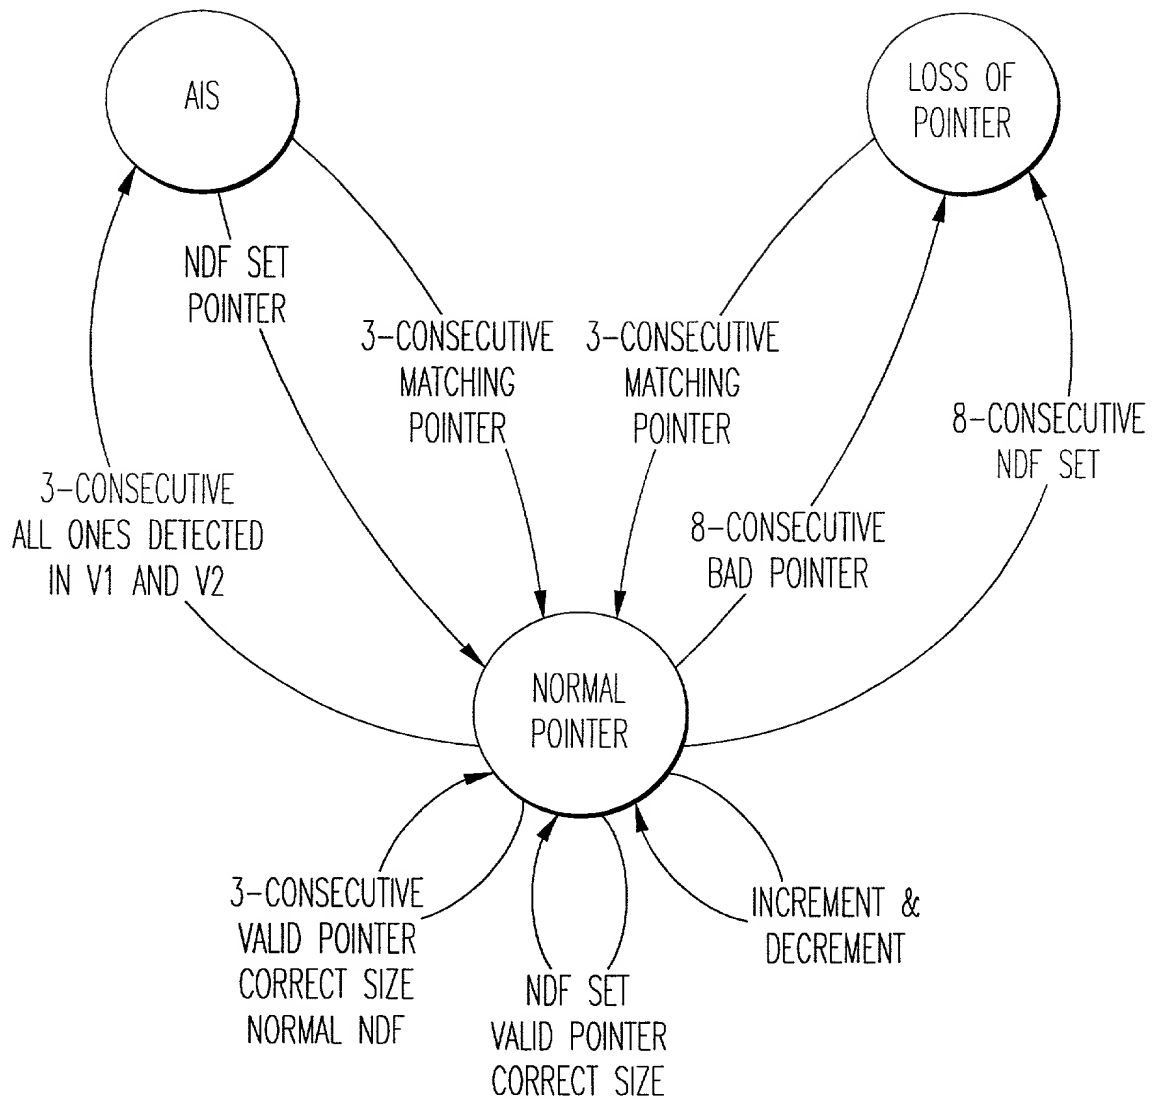 AIS
LOSS OF
POINTER
NDF SET
POINTER
3-CONSECUTIVE
MATCHING
POINTER
3-CONSECUTIVE
MATCHING
POINTER
8-CONSECUTIVE
NDF SET
3-CONSECUTIVE
ALL ONES DETECTED
IN V1 AND V2
8-CONSECUTIVE
BAD POINTER
NORMAL
POINTER
3-CONSECUTIVE
VALID POINTER
CORRECT SIZE
NORMAL NDF
NDF SET
VALID POINTER
CORRECT SIZE
INCREMENT &
DECREMENT